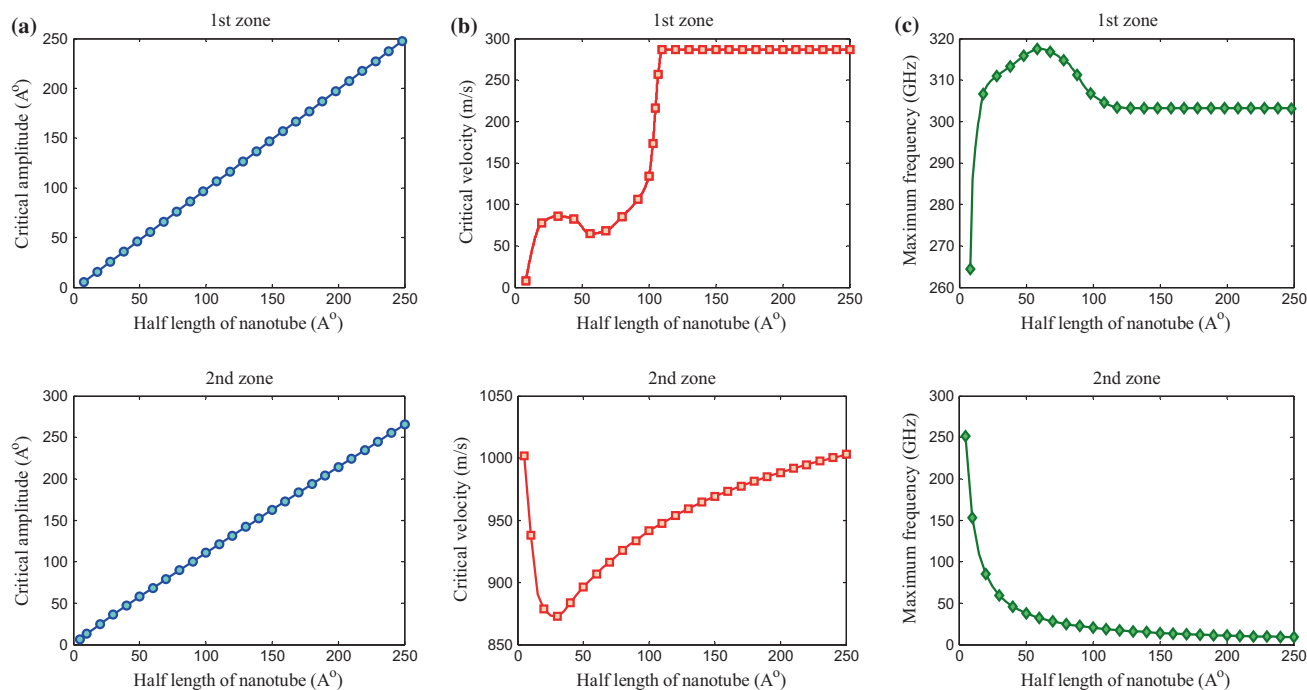 (a)
1st zone
Critical amplitude (A°)
250
200
150
100
50
0
0 50 100 150 200 250
Half length of nanotube (A°)
(b)
1st zone
Critical velocity (m/s)
300
250
200
150
100
50
0
0 50 100 150 200 250
Half length of nanotube (A°)
(c)
1st zone
Maximum frequency (GHz)
320
310
300
290
280
270
260
0 50 100 150 200 250
Half length of nanotube (A°)
2nd zone
Critical amplitude (A°)
300
250
200
150
100
50
0
0 50 100 150 200 250
Half length of nanotube (A°)
2nd zone
Critical velocity (m/s)
1050
1000
950
900
850
0 50 100 150 200 250
Half length of nanotube (A°)
2nd zone
Maximum frequency (GHz)
300
250
200
150
100
50
0
0 50 100 150 200 250
Half length of nanotube (A°)